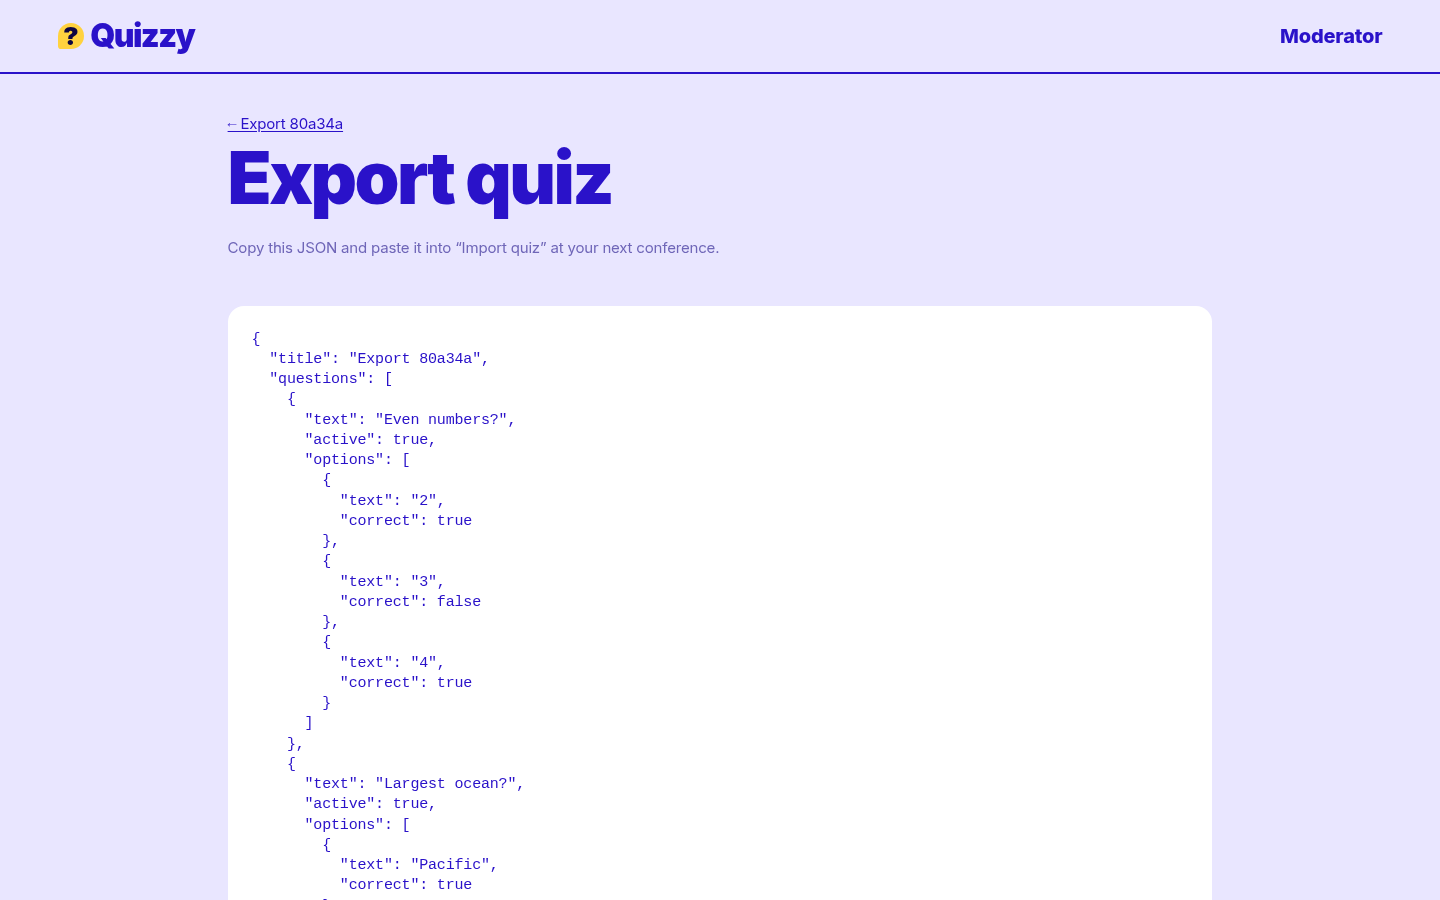 ? Quizzy
Moderator
← Export 80a34a
Export quiz
Copy this JSON and paste it into “Import quiz” at your next conference.
{
  "title": "Export 80a34a",
  "questions": [
    {
      "text": "Even numbers?",
      "active": true,
      "options": [
        {
          "text": "2",
          "correct": true
        },
        {
          "text": "3",
          "correct": false
        },
        {
          "text": "4",
          "correct": true
        }
      ]
    },
    {
      "text": "Largest ocean?",
      "active": true,
      "options": [
        {
          "text": "Pacific",
          "correct": true